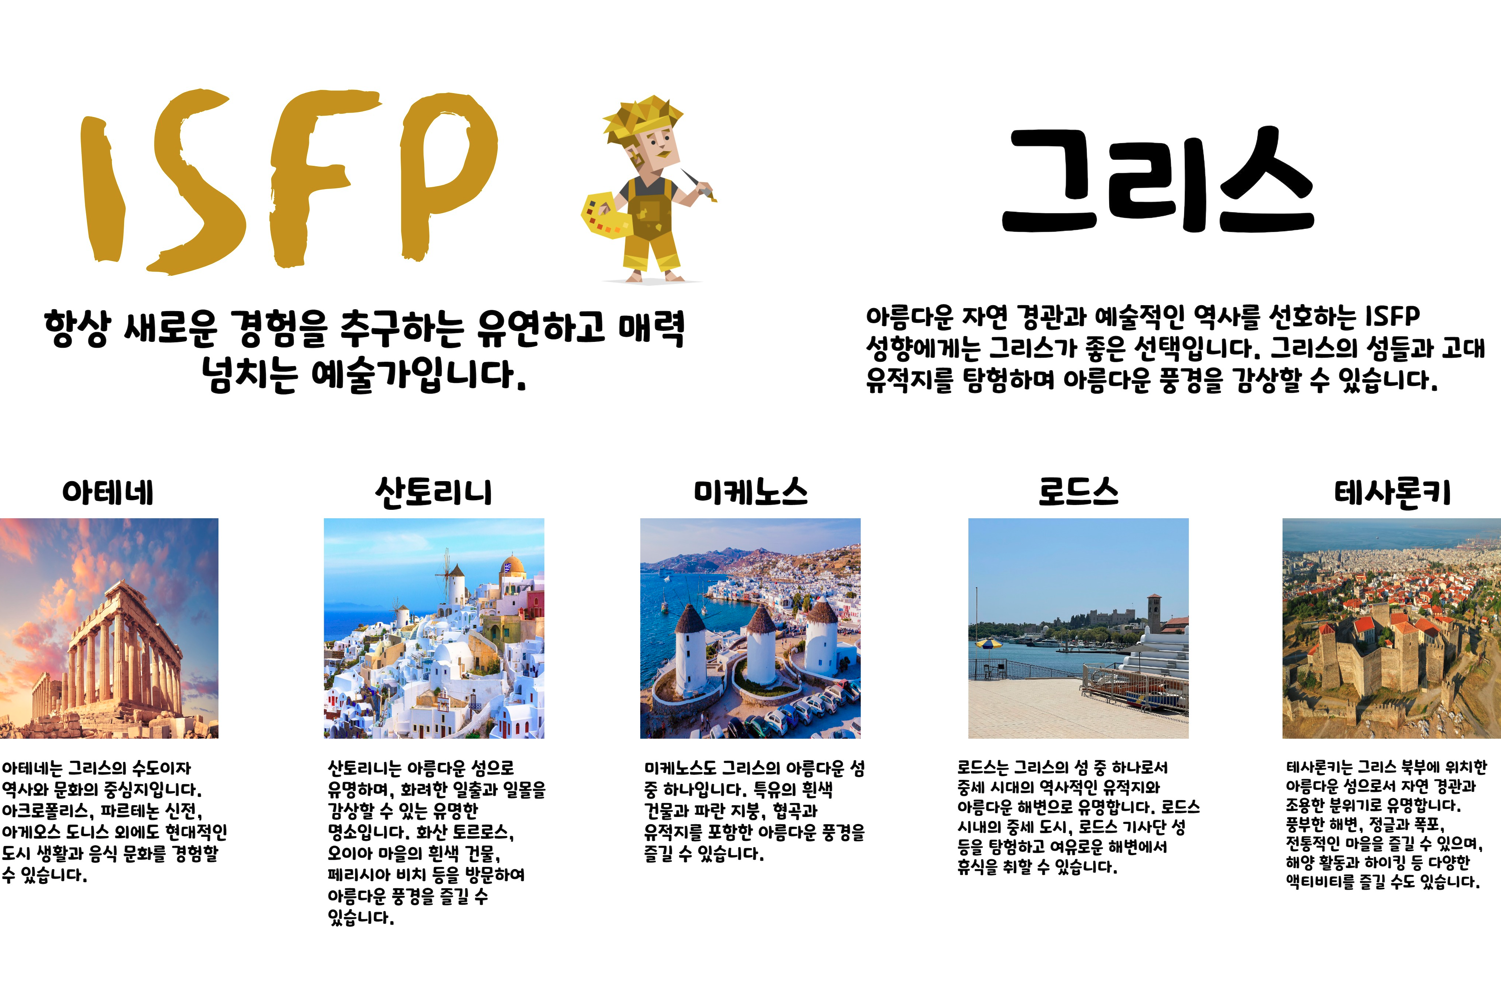 ISFP
항상 새로운 경험을 추구하는 유연하고 매력
넘치는 예술가입니다.
그리스
아름다운 자연 경관과 예술적인 역사를 선호하는 ISFP
성향에게는 그리스가 좋은 선택입니다. 그리스의 섬들과 고대
유적지를 탐험하며 아름다운 풍경을 감상할 수 있습니다.
아테네
아테네는 그리스의 수도이자
역사와 문화의 중심지입니다.
아크로폴리스, 파르테논 신전,
아게오스 도니스 외에도 현대적인
도시 생활과 음식 문화를 경험할
수 있습니다.
산토리니
산토리니는 아름다운 섬으로
유명하며, 화려한 일출과 일몰을
감상할 수 있는 유명한
명소입니다. 화산 토르로스,
오이아 마을의 흰색 건물,
페리시아 비치 등을 방문하여
아름다운 풍경을 즐길 수
있습니다.
미케노스
미케노스도 그리스의 아름다운 섬
중 하나입니다. 특유의 흰색
건물과 파란 지붕, 협곡과
유적지를 포함한 아름다운 풍경을
즐길 수 있습니다.
로드스
로드스는 그리스의 섬 중 하나로서
중세 시대의 역사적인 유적지와
아름다운 해변으로 유명합니다. 로드스
시내의 중세 도시, 로드스 기사단 성
등을 탐험하고 여유로운 해변에서
휴식을 취할 수 있습니다.
테사론키
테사론키는 그리스 북부에 위치한
아름다운 섬으로서 자연 경관과
조용한 분위기로 유명합니다.
풍부한 해변, 정글과 폭포,
전통적인 마을을 즐길 수 있으며,
해양 활동과 하이킹 등 다양한
액티비티를 즐길 수도 있습니다.